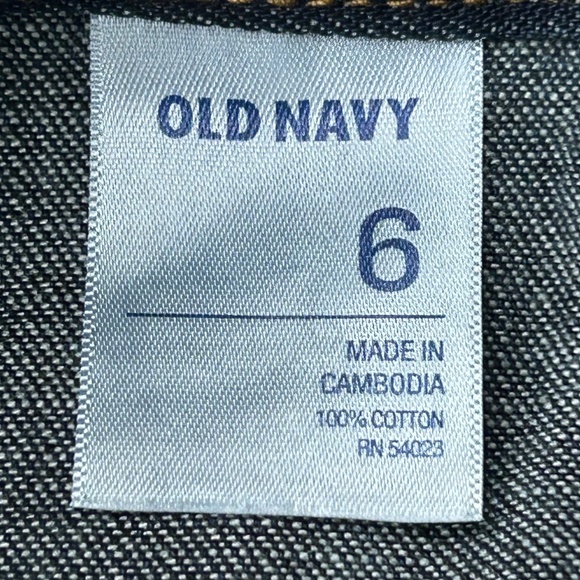 OLD NAVY
6
MADE IN
CAMBODIA
100% COTTON
RN 54023